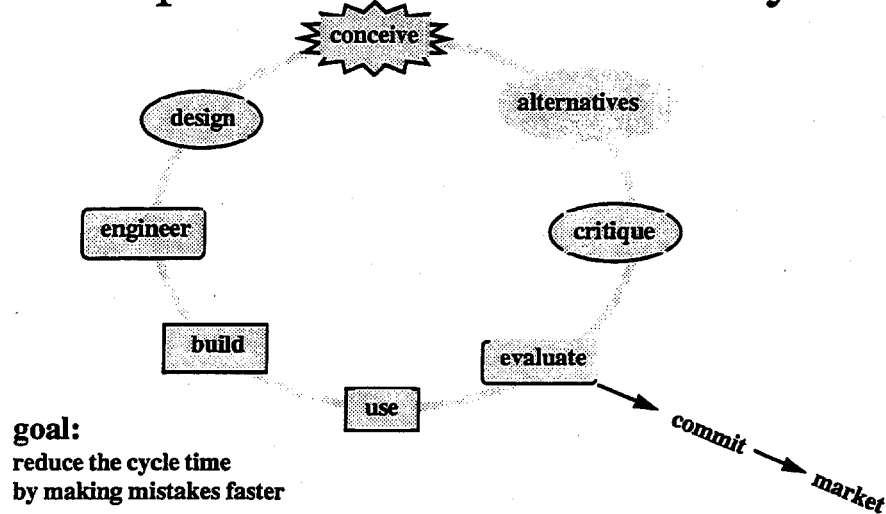 conceive
alternatives
design
engineer
critique
build
evaluate
use
commit
market
goal:
reduce the cycle time
by making mistakes faster